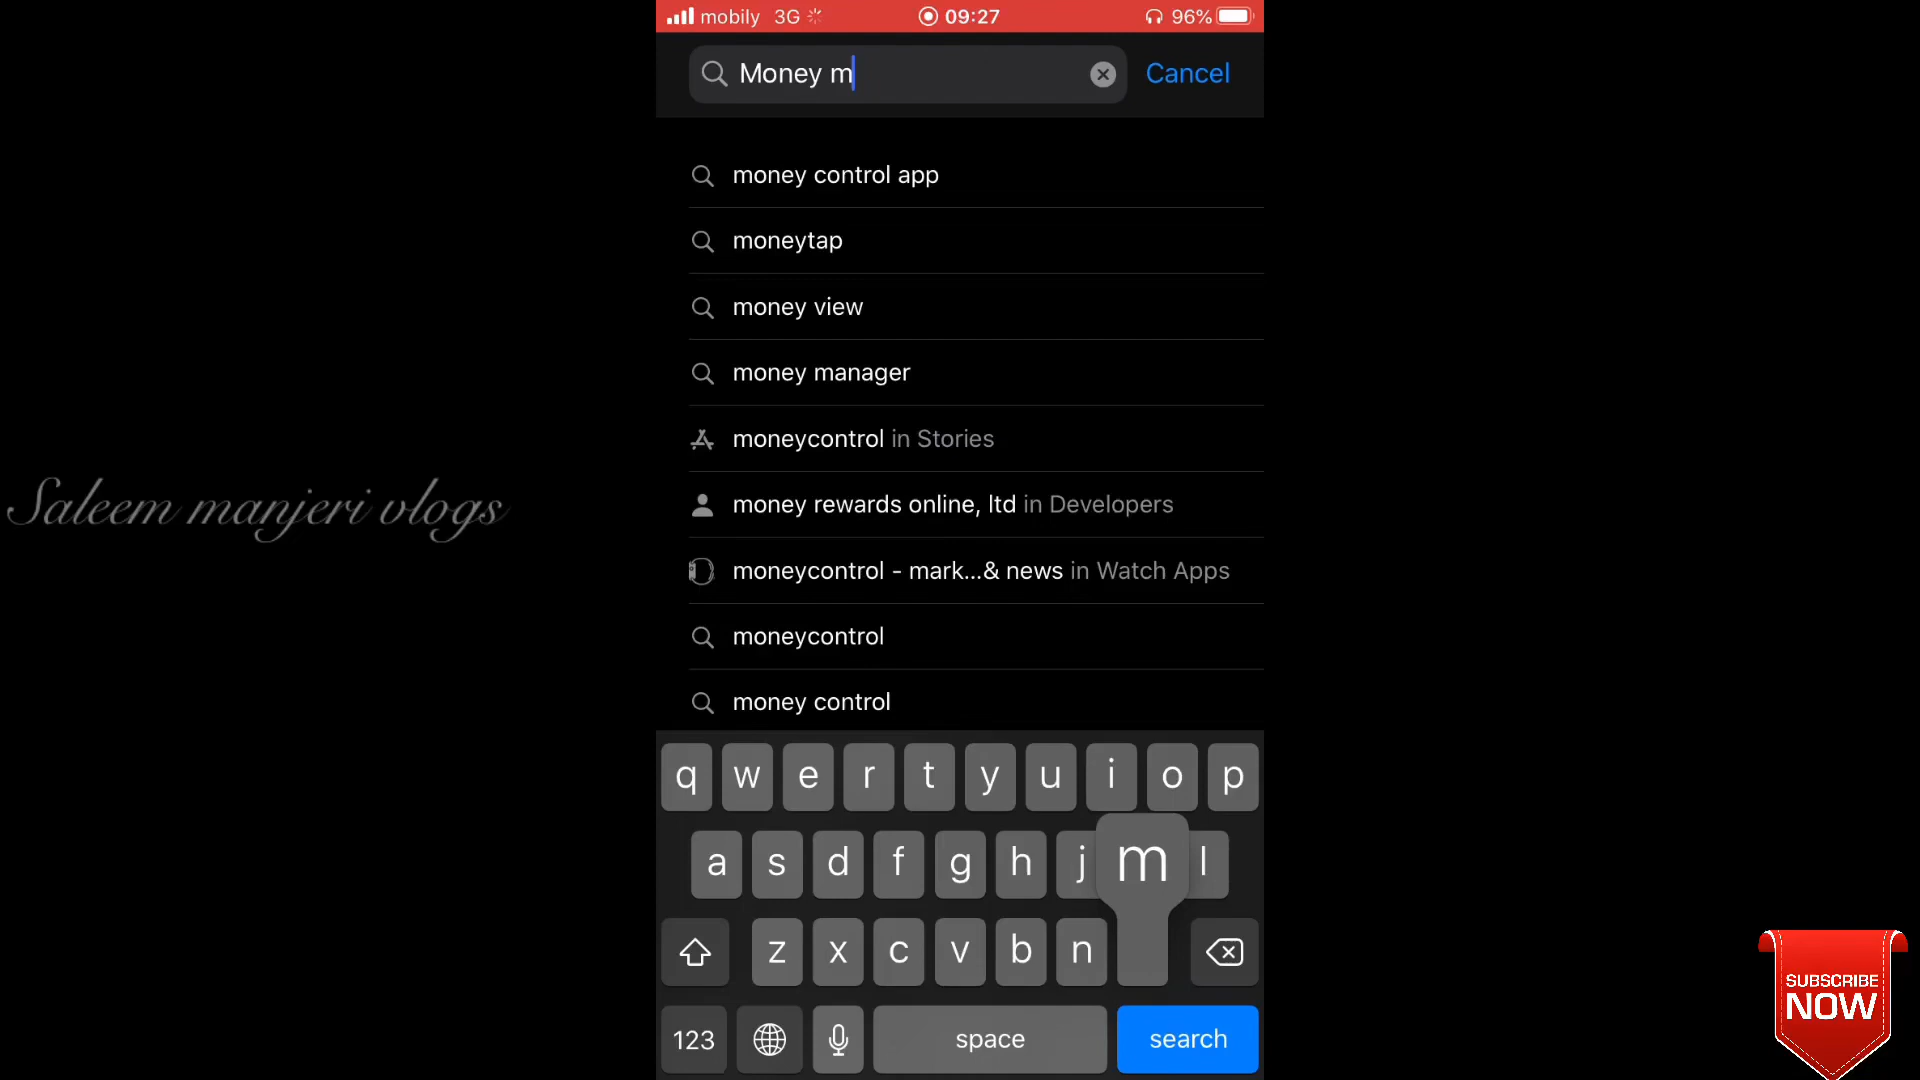 mobily 3G 09:27 96%
Money m Cancel
money control app
moneytap
money view
money manager
moneycontrol in Stories
money rewards online, ltd in Developers
moneycontrol - mark...& news in Watch Apps
moneycontrol
money control
Saleem manjeri vlogs
q w e r t y u i o p
a s d f g h j m l
z x c v b n
123 space search
SUBSCRIBE
NOW